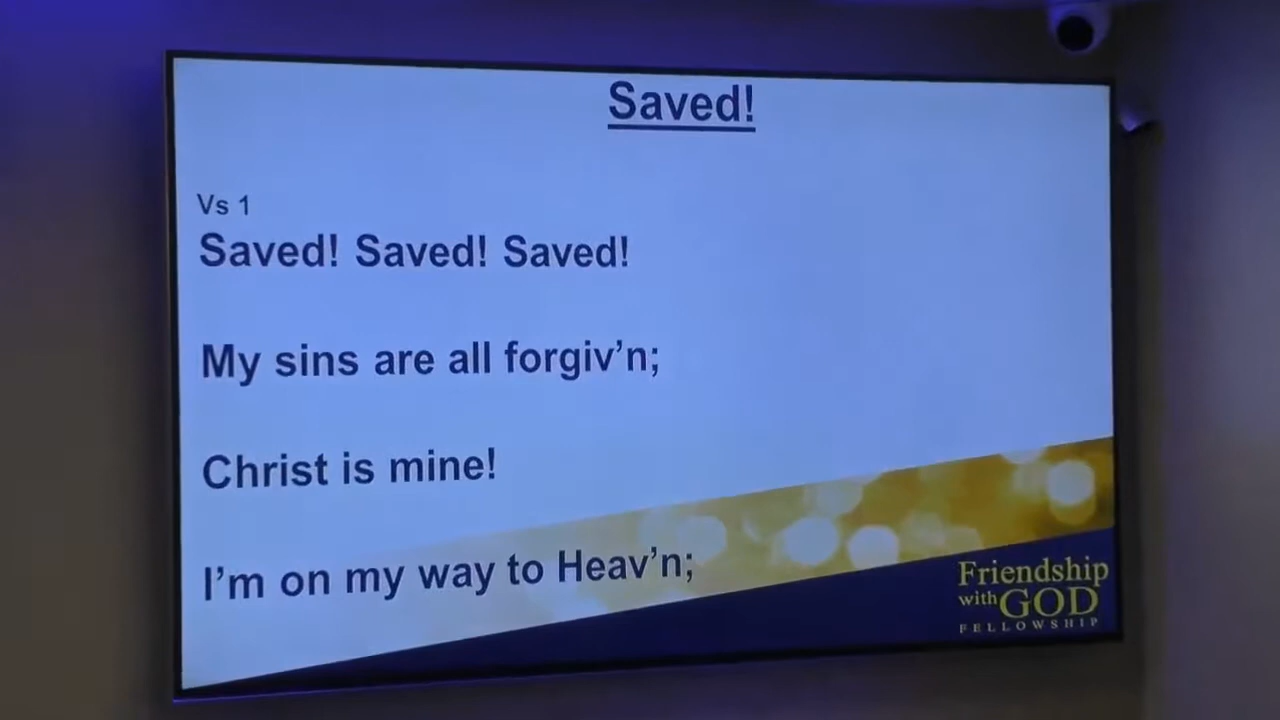 Saved!
Vs 1
Saved! Saved! Saved!
My sins are all forgiv’n;
Christ is mine!
I’m on my way to Heav’n;
Friendship
with GOD
FELLOWSHIP